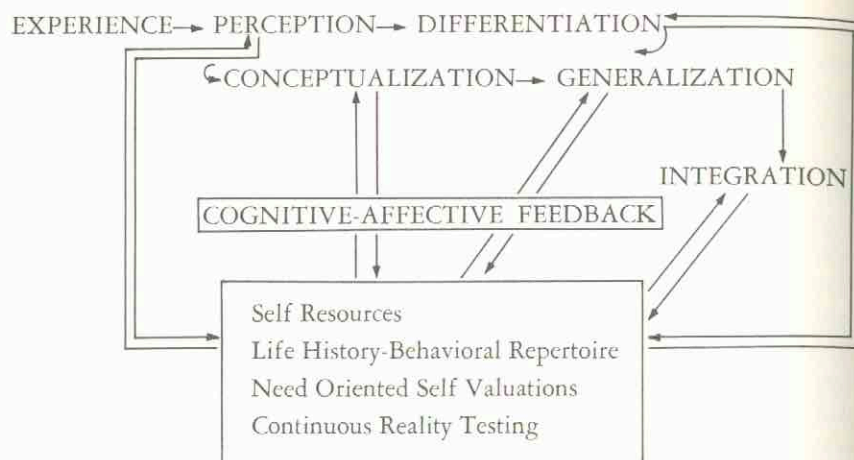 EXPERIENCE PERCEPTION DIFFERENTIATION
CONCEPTUALIZATION GENERALIZATION
INTEGRATION
COGNITIVE-AFFECTIVE FEEDBACK
Self Resources
Life History-Behavioral Repertoire
Need Oriented Self Valuations
Continuous Reality Testing